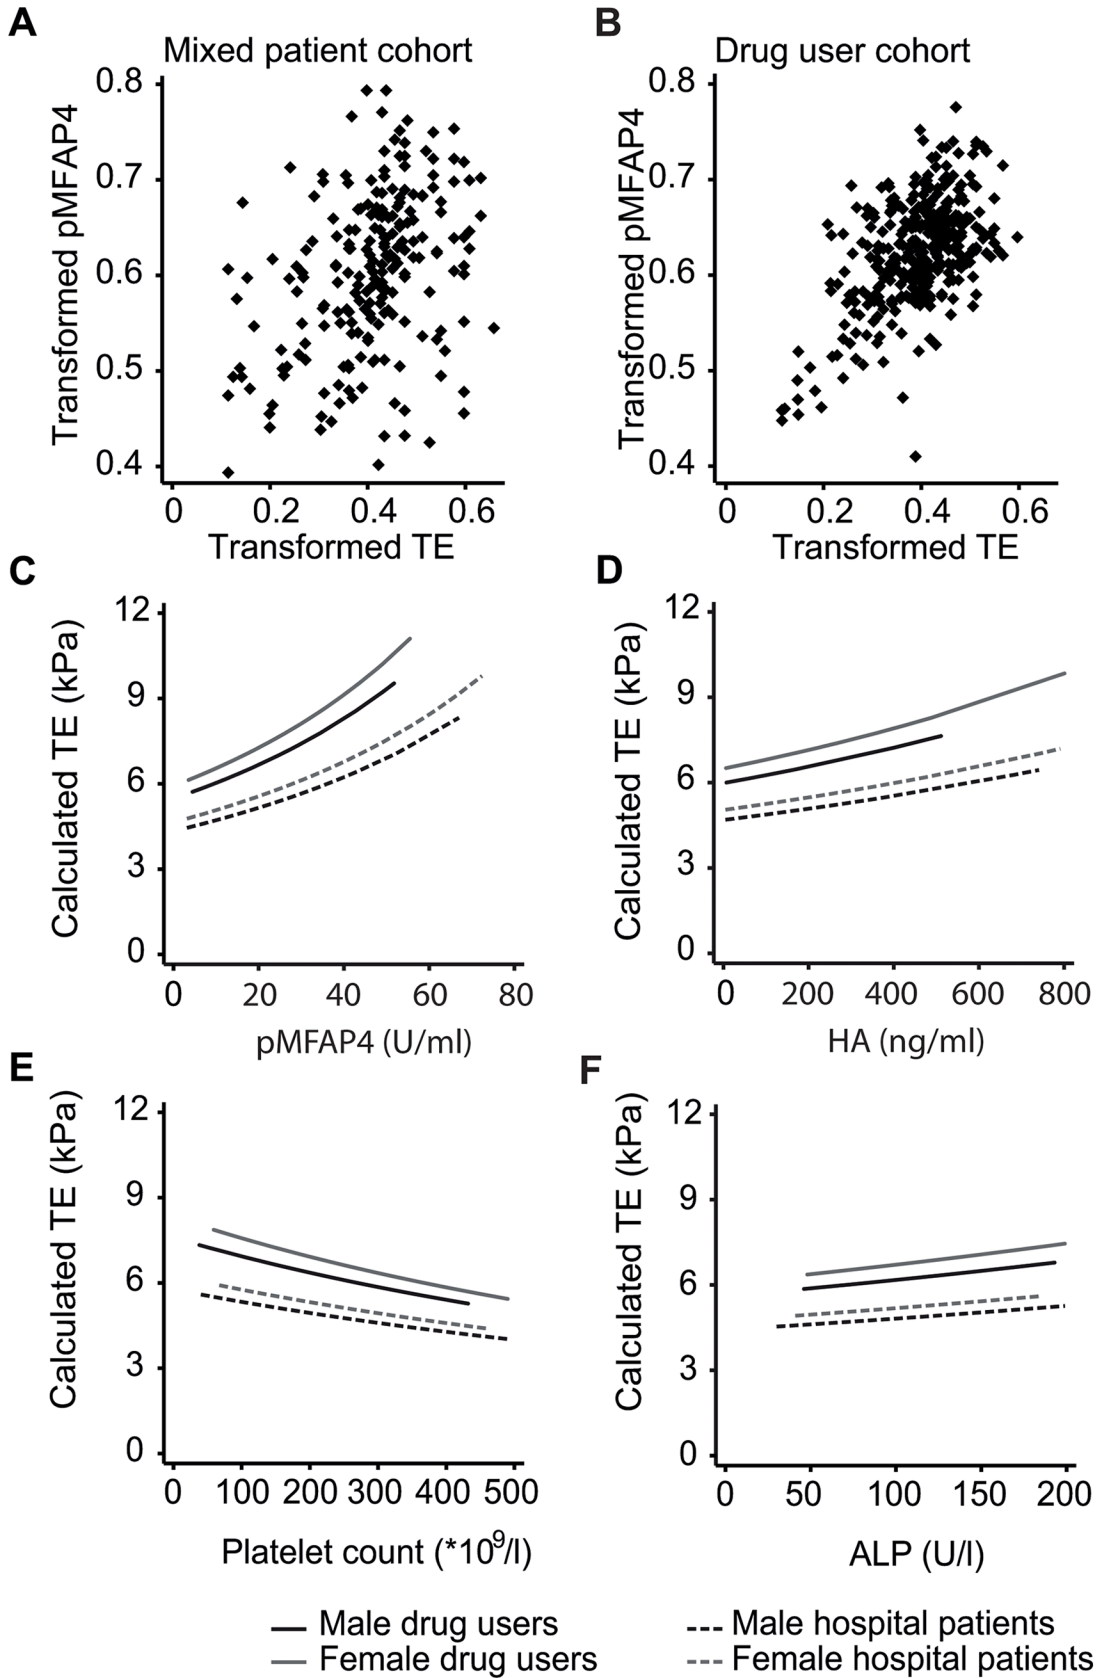 A
Mixed patient cohort
Transformed pMFAP4
0.8
0.7
0.6
0.5
0.4
0 0.2 0.4 0.6
Transformed TE
B
Drug user cohort
Transformed pMFAP4
0.8
0.7
0.6
0.5
0.4
0 0.2 0.4 0.6
Transformed TE
C
Calculated TE (kPa)
12
9
6
3
0
0 20 40 60 80
pMFAP4 (U/ml)
D
Calculated TE (kPa)
12
9
6
3
0
0 200 400 600 800
HA (ng/ml)
E
Calculated TE (kPa)
12
9
6
3
0
0 100 200 300 400 500
Platelet count (*10⁹/l)
F
Calculated TE (kPa)
12
9
6
3
0
0 50 100 150 200
ALP (U/l)
Male drug users
Female drug users
Male hospital patients
Female hospital patients